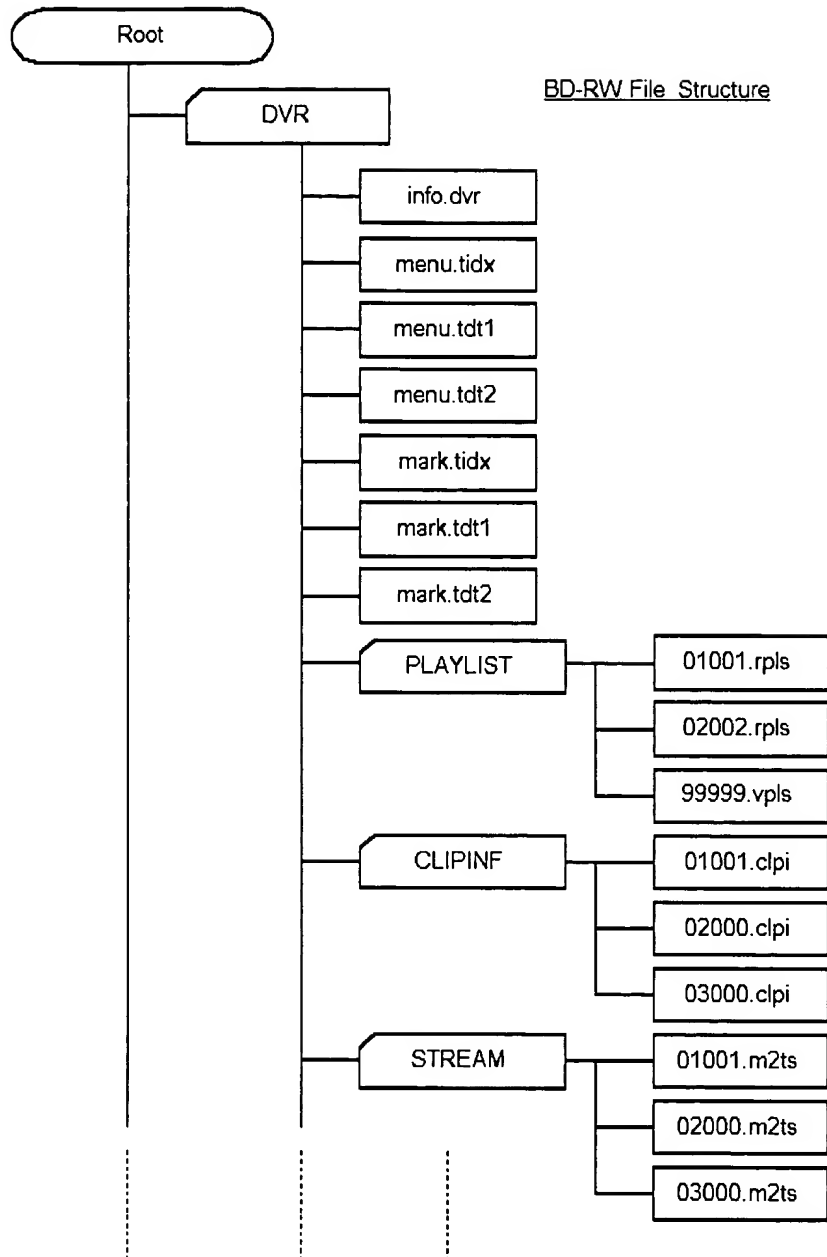 Root
BD-RW File Structure
DVR
info.dvr
menu.tidx
menu.tdt1
menu.tdt2
mark.tidx
mark.tdt1
mark.tdt2
PLAYLIST
01001.rpls
02002.rpls
99999.vpls
CLIPINF
01001.clpi
02000.clpi
03000.clpi
STREAM
01001.m2ts
02000.m2ts
03000.m2ts